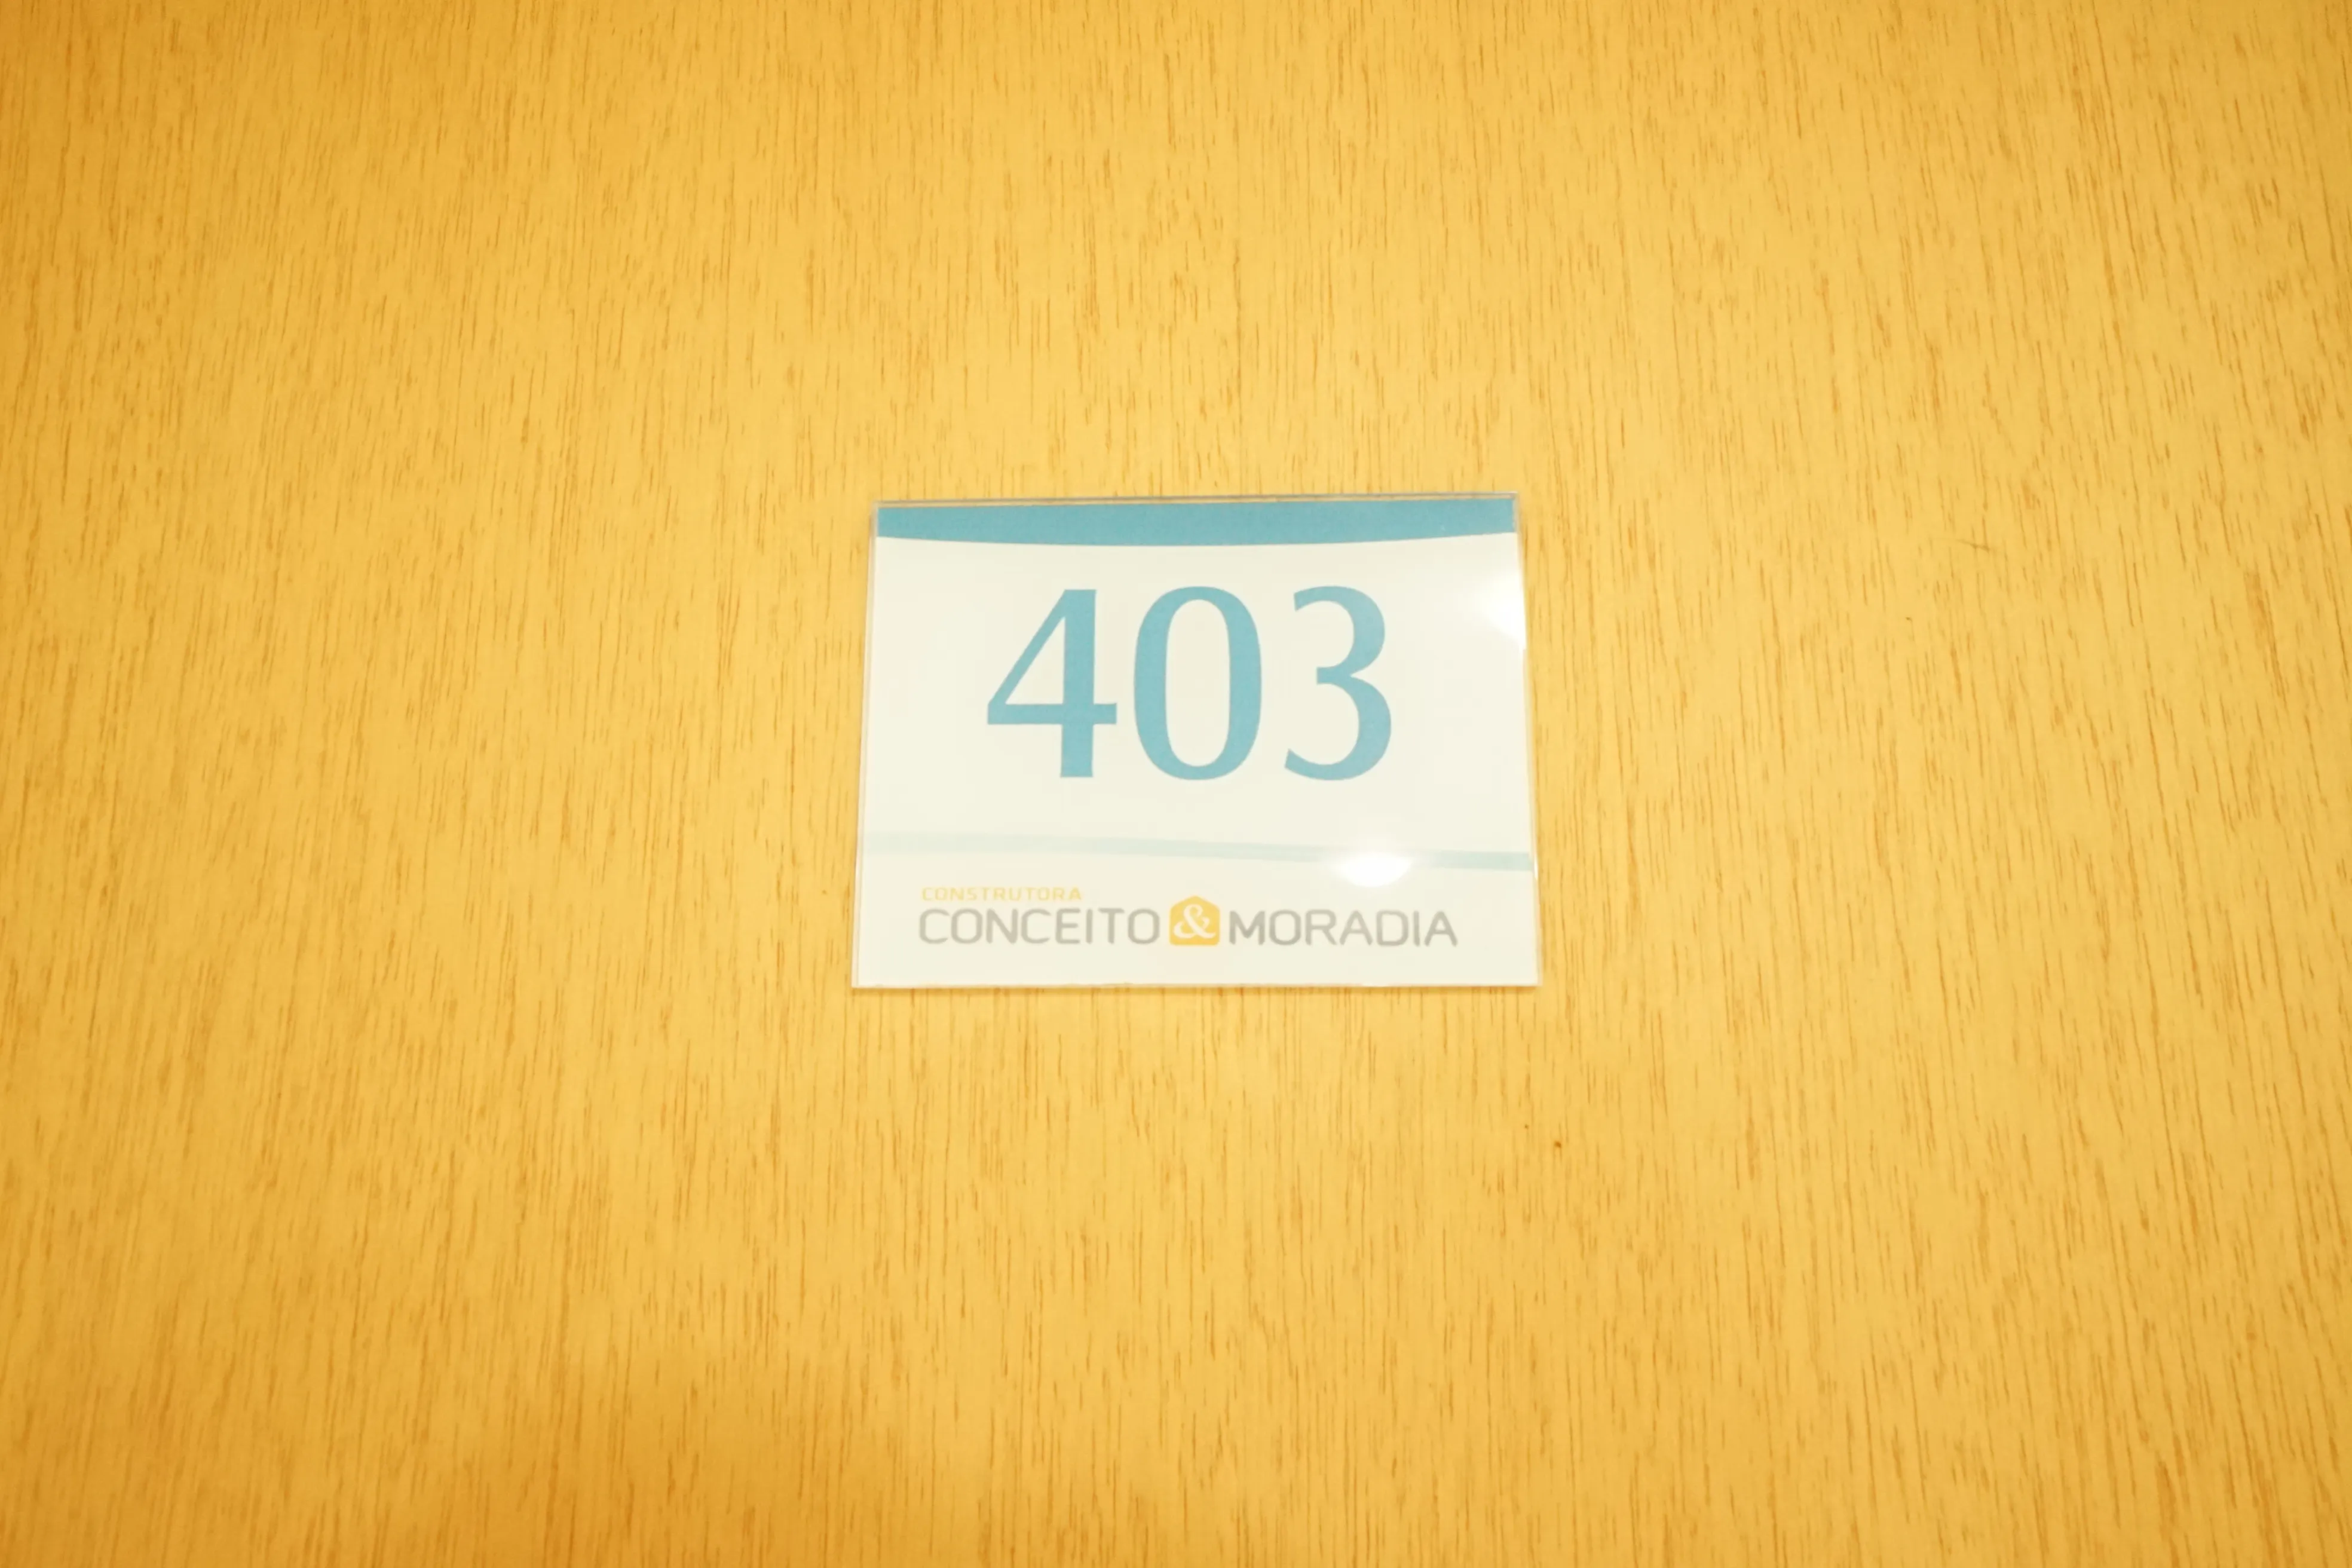 403
CONSTRUTORA
CONCEITO & MORADIA